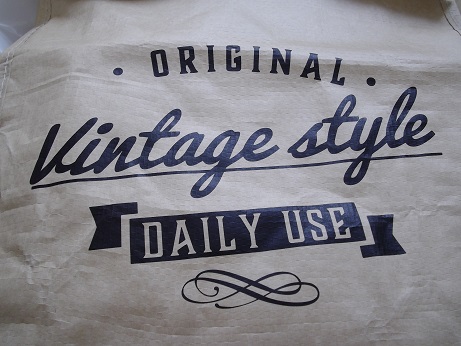 • ORIGINAL •
Vintage style
DAILY USE